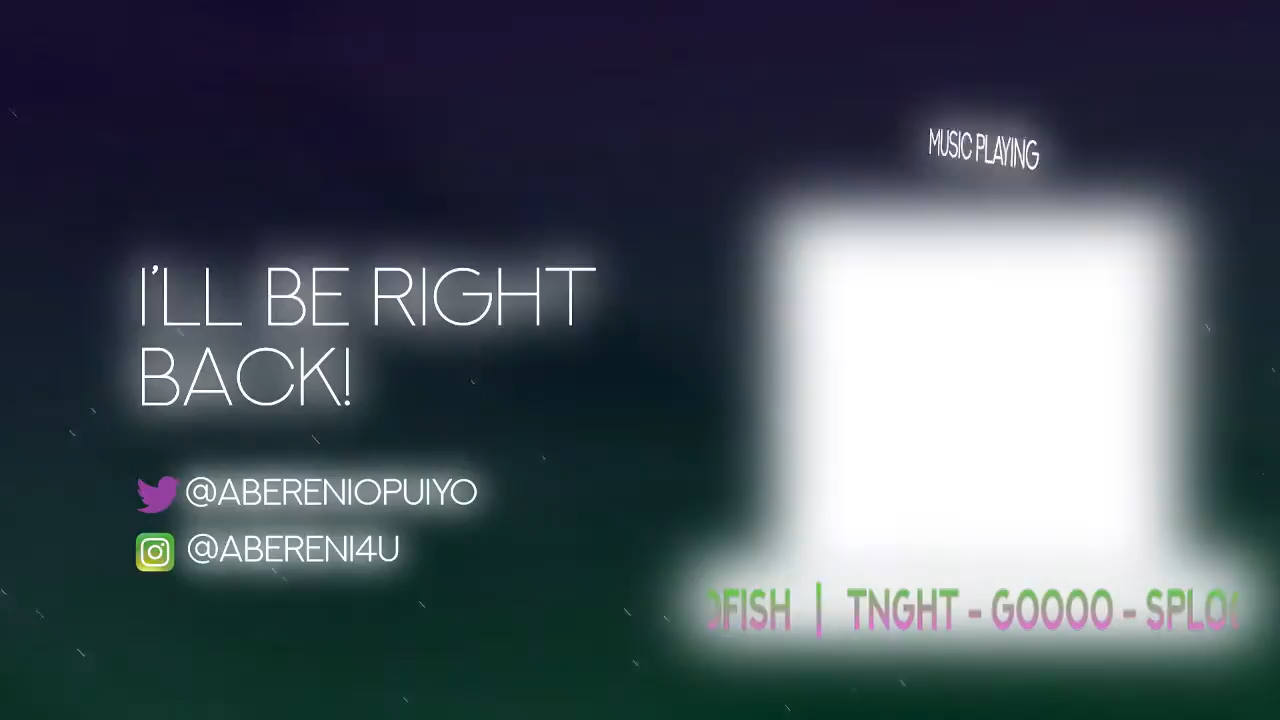 MUSIC PLAYING
I'LL BE RIGHT
BACK!
@ABERENIOPUIYO
@ABERENI4U
TNGHT - GOOOO -